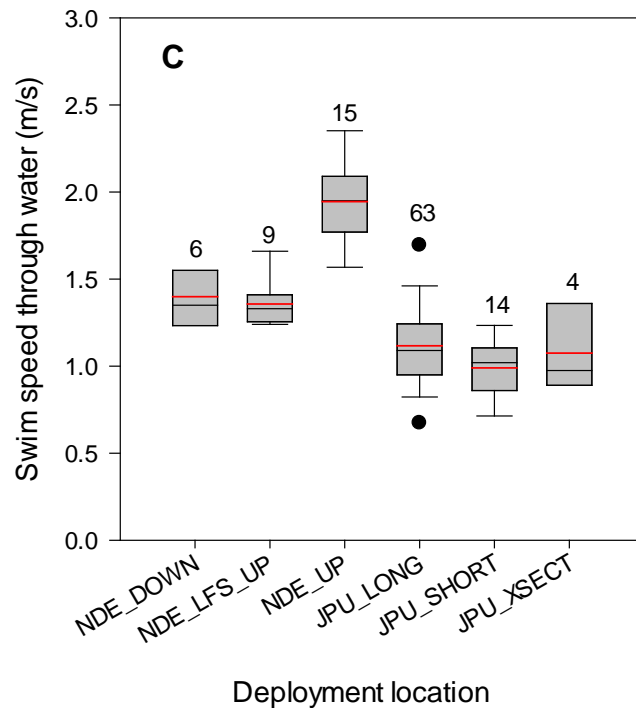 C
Swim speed through water (m/s)
3.0
2.5
2.0
1.5
1.0
0.5
0.0
6
9
15
63
14
4
NDE_DOWN
NDE_LFS_UP
NDE_UP
JPU_LONG
JPU_SHORT
JPU_XSECT
Deployment location